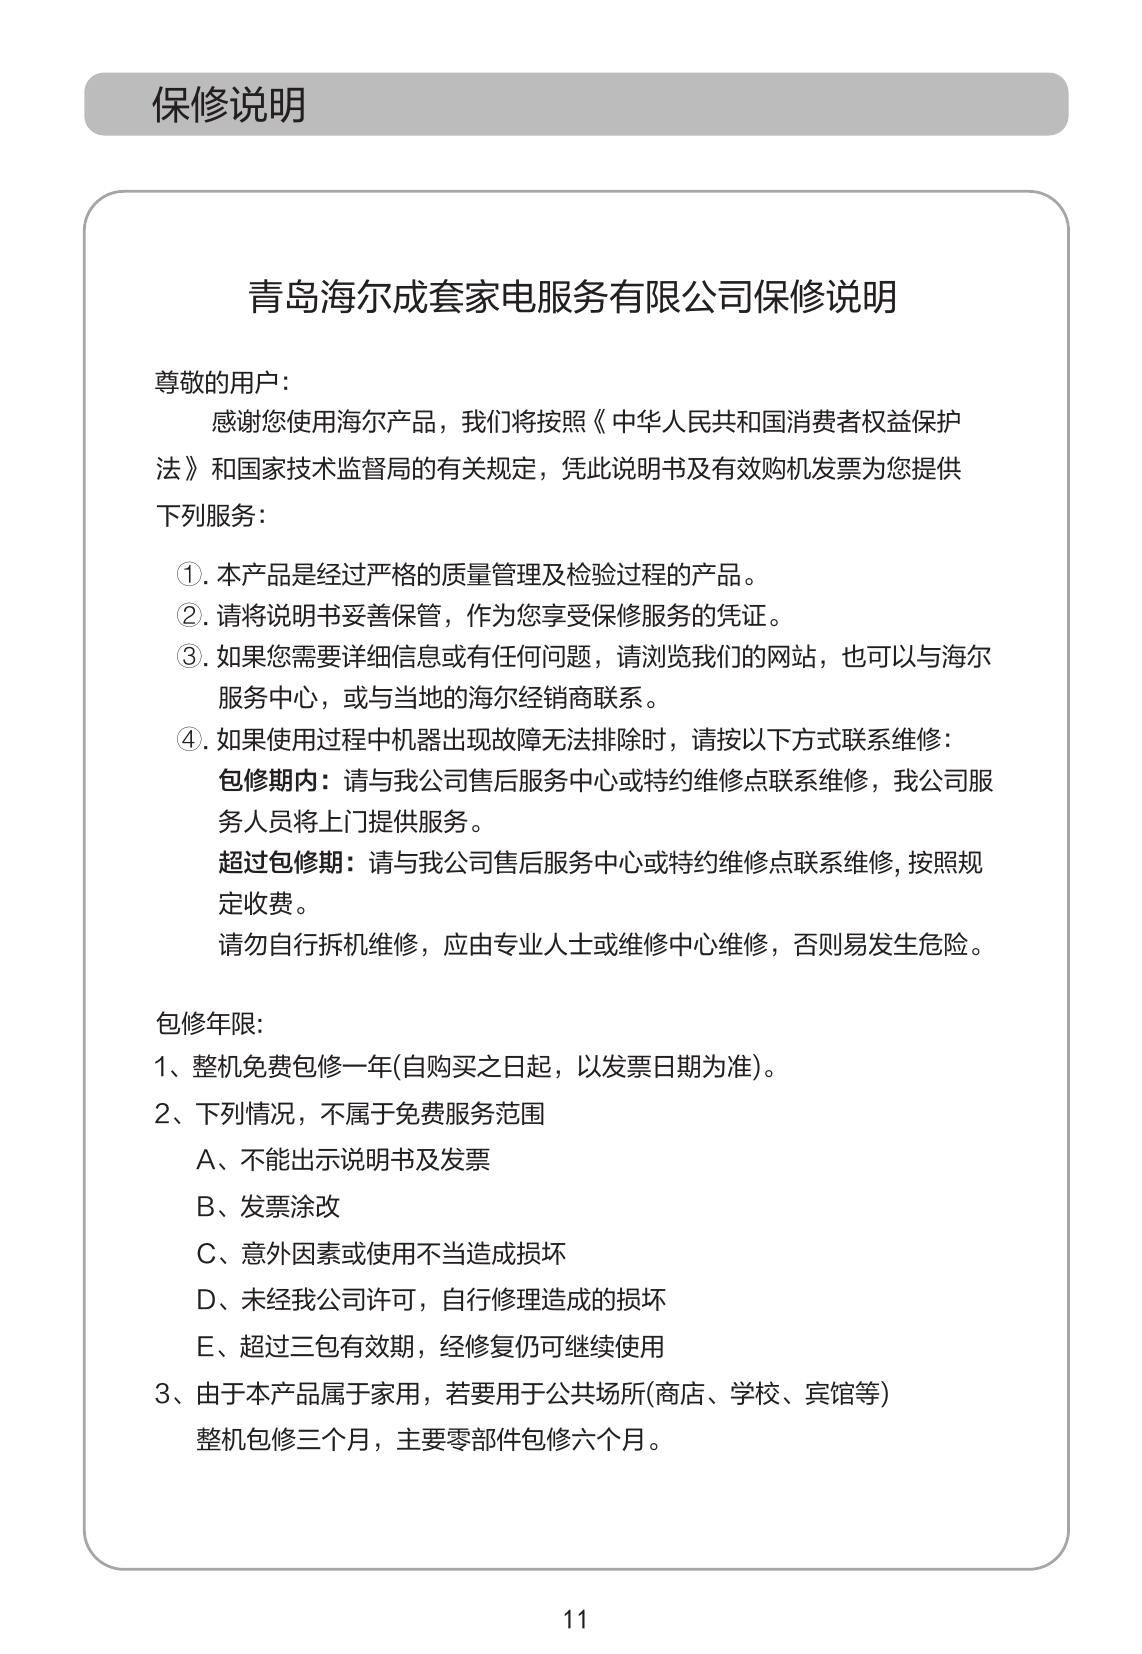 保修说明
青岛海尔成套家电服务有限公司保修说明
尊敬的用户：
感谢您使用海尔产品，我们将按照《中华人民共和国消费者权益保护
法》和国家技术监督局的有关规定，凭此说明书及有效购机发票为您提供
下列服务：
①. 本产品是经过严格的质量管理及检验过程的产品。
②. 请将说明书妥善保管，作为您享受保修服务的凭证。
③. 如果您需要详细信息或有任何问题，请浏览我们的网站，也可以与海尔
服务中心，或与当地的海尔经销商联系。
④. 如果使用过程中机器出现故障无法排除时，请按以下方式联系维修：
包修期内：请与我公司售后服务中心或特约维修点联系维修，我公司服
务人员将上门提供服务。
超过包修期：请与我公司售后服务中心或特约维修点联系维修, 按照规
定收费。
请勿自行拆机维修，应由专业人士或维修中心维修，否则易发生危险。
包修年限:
1、整机免费包修一年(自购买之日起，以发票日期为准)。
2、下列情况，不属于免费服务范围
A、不能出示说明书及发票
B、发票涂改
C、意外因素或使用不当造成损坏
D、未经我公司许可，自行修理造成的损坏
E、超过三包有效期，经修复仍可继续使用
3、由于本产品属于家用，若要用于公共场所(商店、学校、宾馆等)
整机包修三个月，主要零部件包修六个月。
11